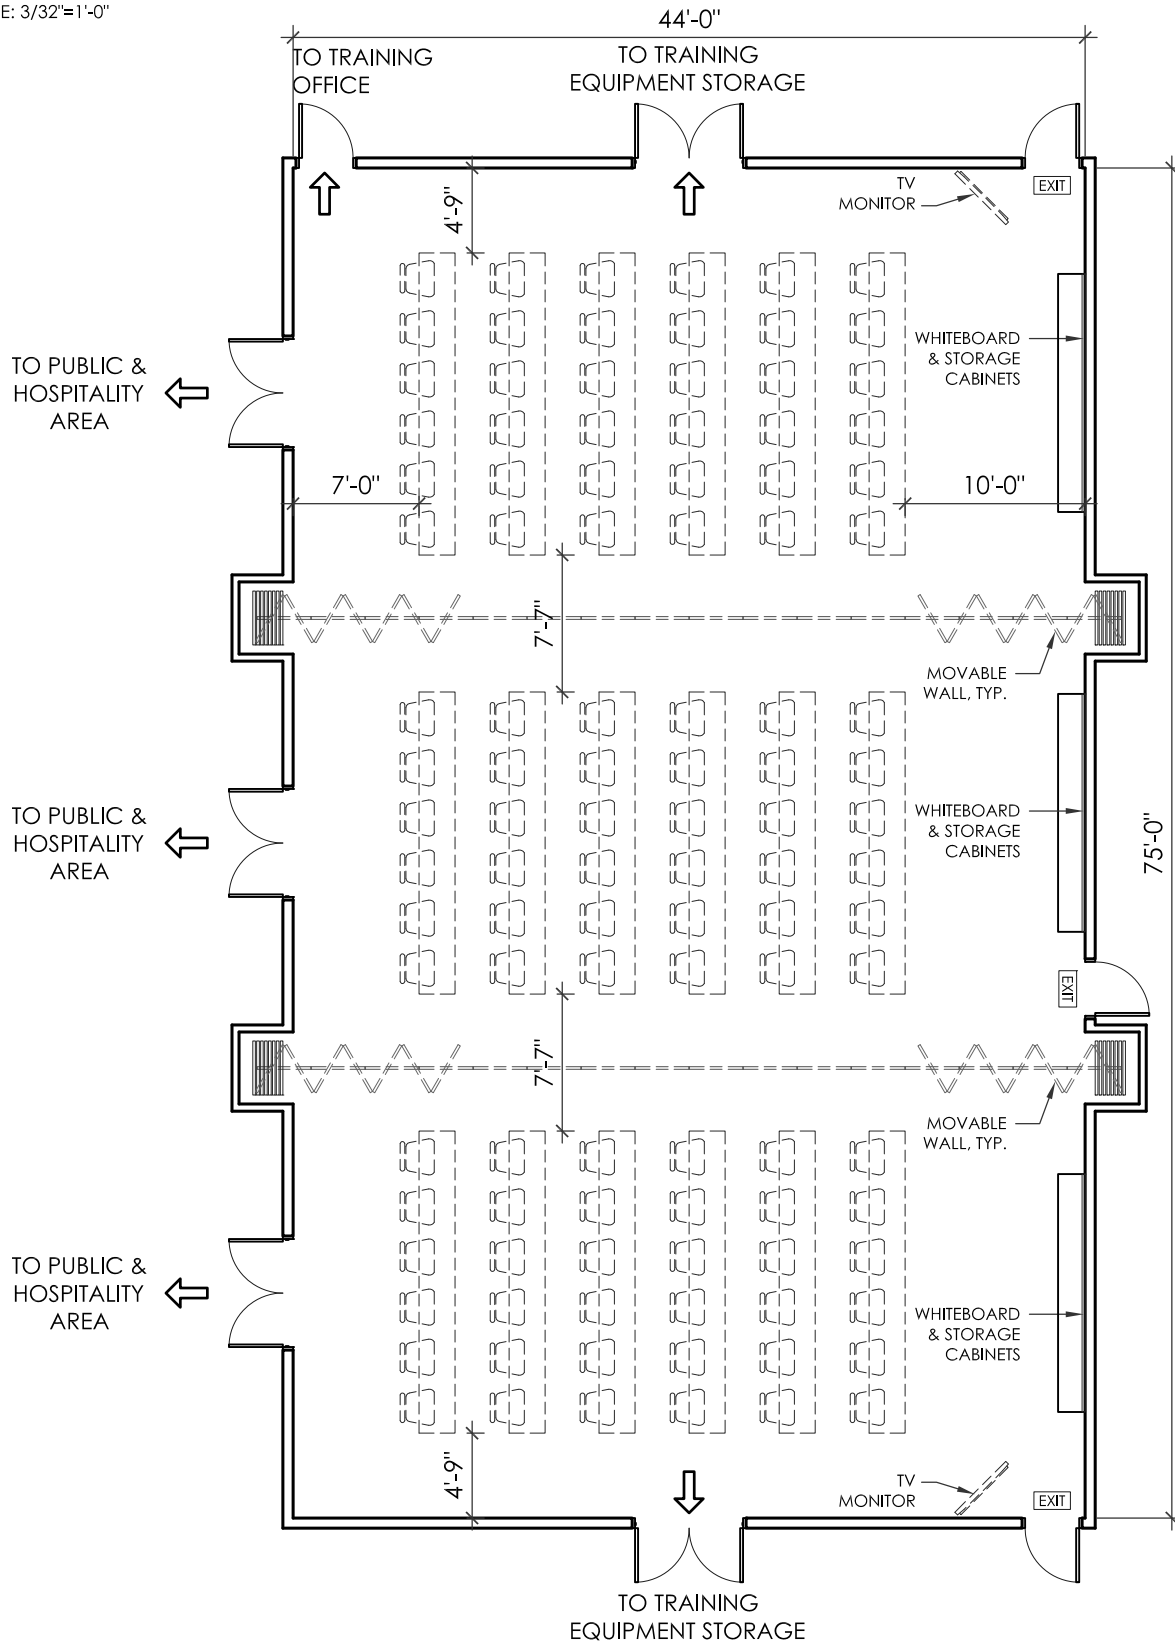 E: 3/32"=1'-0"
44'-0"
TO TRAINING
OFFICE
TO TRAINING
EQUIPMENT STORAGE
TV
MONITOR
EXIT
4'-9"
WHITEBOARD
& STORAGE
CABINETS
TO PUBLIC &
HOSPITALITY
AREA
7'-0"
10'-0"
7'-7"
MOVABLE
WALL, TYP.
TO PUBLIC &
HOSPITALITY
AREA
WHITEBOARD
& STORAGE
CABINETS
75'-0"
EXIT
7'-7"
MOVABLE
WALL, TYP.
TO PUBLIC &
HOSPITALITY
AREA
WHITEBOARD
& STORAGE
CABINETS
4'-9"
TV
MONITOR
EXIT
TO TRAINING
EQUIPMENT STORAGE